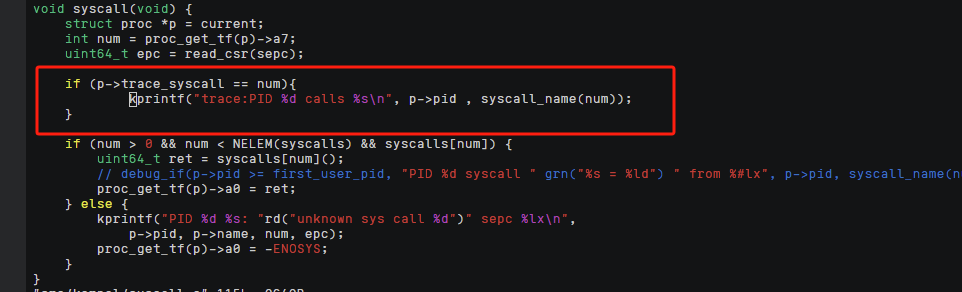 void syscall(void) {
    struct proc *p = current;
    int num = proc_get_tf(p)->a7;
    uint64_t epc = read_csr(sepc);

    if (p->trace_syscall == num){
            kprintf("trace:PID %d calls %s\n", p->pid , syscall_name(num));
    }

    if (num > 0 && num < NELEM(syscalls) && syscalls[num]) {
        uint64_t ret = syscalls[num]();
        // debug_if(p->pid >= first_user_pid, "PID %d syscall " grn("%s = %ld") " from %#lx", p->pid, syscall_name(n
        proc_get_tf(p)->a0 = ret;
    } else {
        kprintf("PID %d %s: "rd("unknown sys call %d")" sepc %lx\n",
            p->pid, p->name, num, epc);
        proc_get_tf(p)->a0 = -ENOSYS;
    }
}